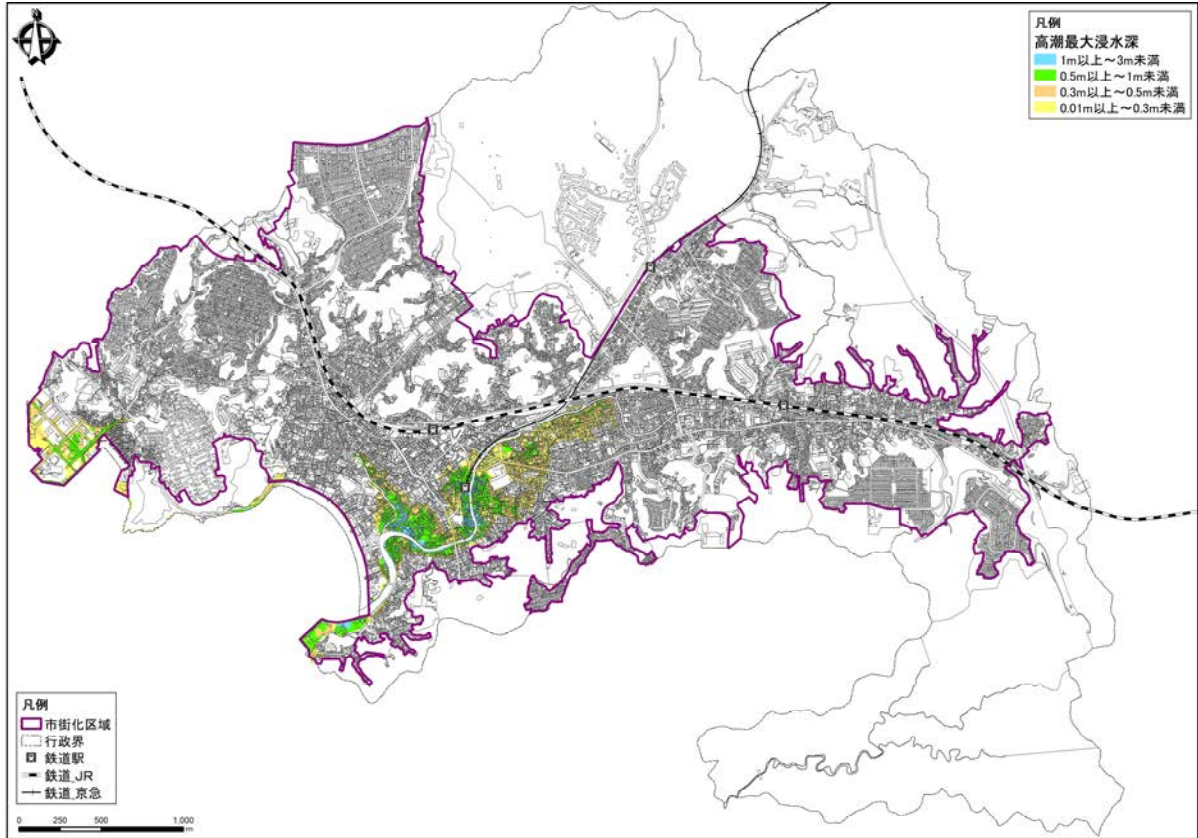 凡例
高潮最大浸水深
1m以上～3m未満
0.5m以上～1m未満
0.3m以上～0.5m未満
0.01m以上～0.3m未満
凡例
市街化区域
行政界
鉄道駅
鉄道_JR
鉄道_京急
0 250 500 1,000
m